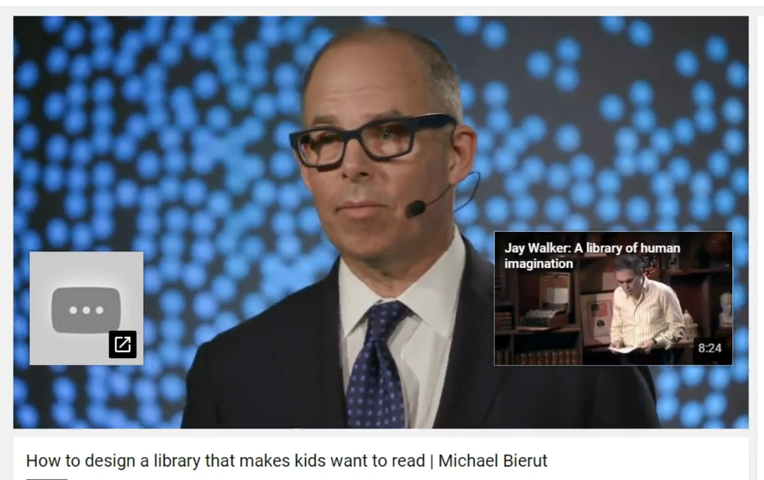 Jay Walker: A library of human
imagination
8:24
How to design a library that makes kids want to read | Michael Bierut